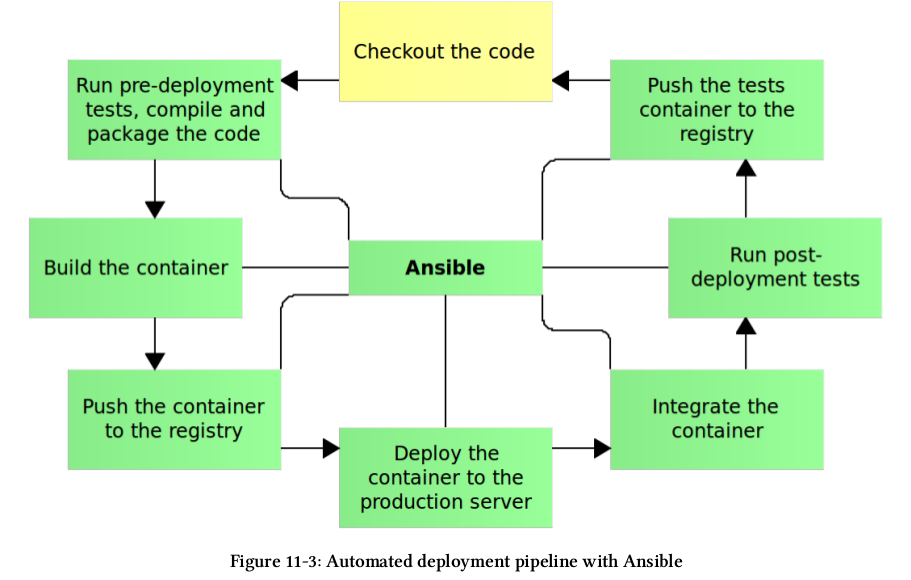 Checkout the code
Run pre-deployment
tests, compile and
package the code
Push the tests
container to the
registry
Build the container
Ansible
Run post-
deployment tests
Push the container
to the registry
Deploy the
container to the
production server
Integrate the
container
Figure 11-3: Automated deployment pipeline with Ansible